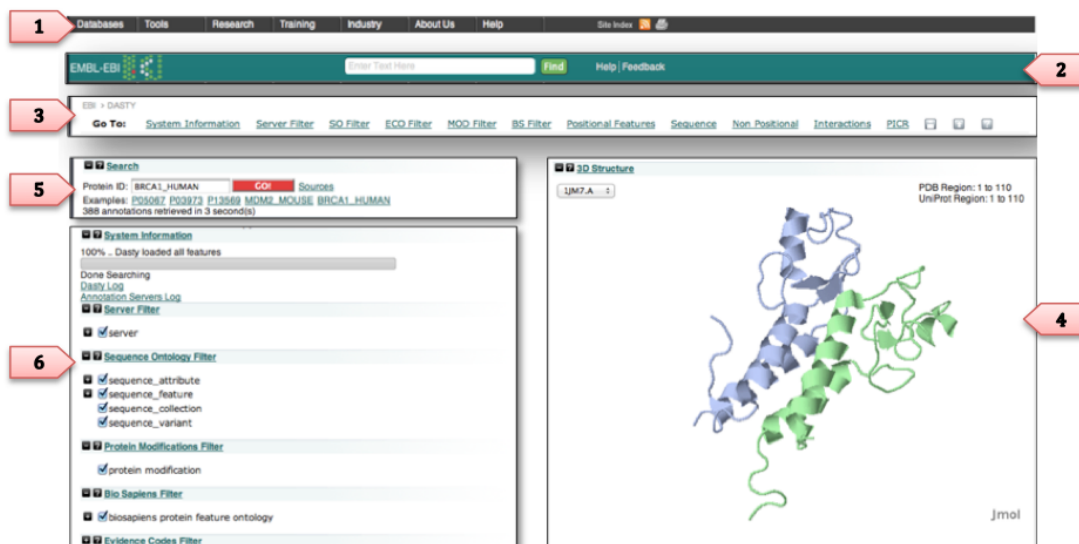 1
Databases Tools Research Training Industry About Us Help Site Index
EMBL-EBI Enter Text Here Find Help | Feedback
2
3
EBI > DASTY
Go To: System Information Server Filter SO Filter ECO Filter MOD Filter BS Filter Positional Features Sequence Non Positional Interactions PICR
5
Search
Protein ID: BRCA1_HUMAN GO! Sources
Examples: P05067 P03973 P13569 MDM2_MOUSE BRCA1_HUMAN
388 annotations retrieved in 3 second(s)
System Information
100% .. Dasty loaded all features
Done Searching
Dasty Log
Annotation Servers Log
Server Filter
server
6
Sequence Ontology Filter
sequence_attribute
sequence_feature
sequence_collection
sequence_variant
Protein Modifications Filter
protein modification
Bio Sapiens Filter
biosapiens protein feature ontology
Evidence Codes Filter
3D Structure
1JM7.A
PDB Region: 1 to 110
UniProt Region: 1 to 110
4
Jmol